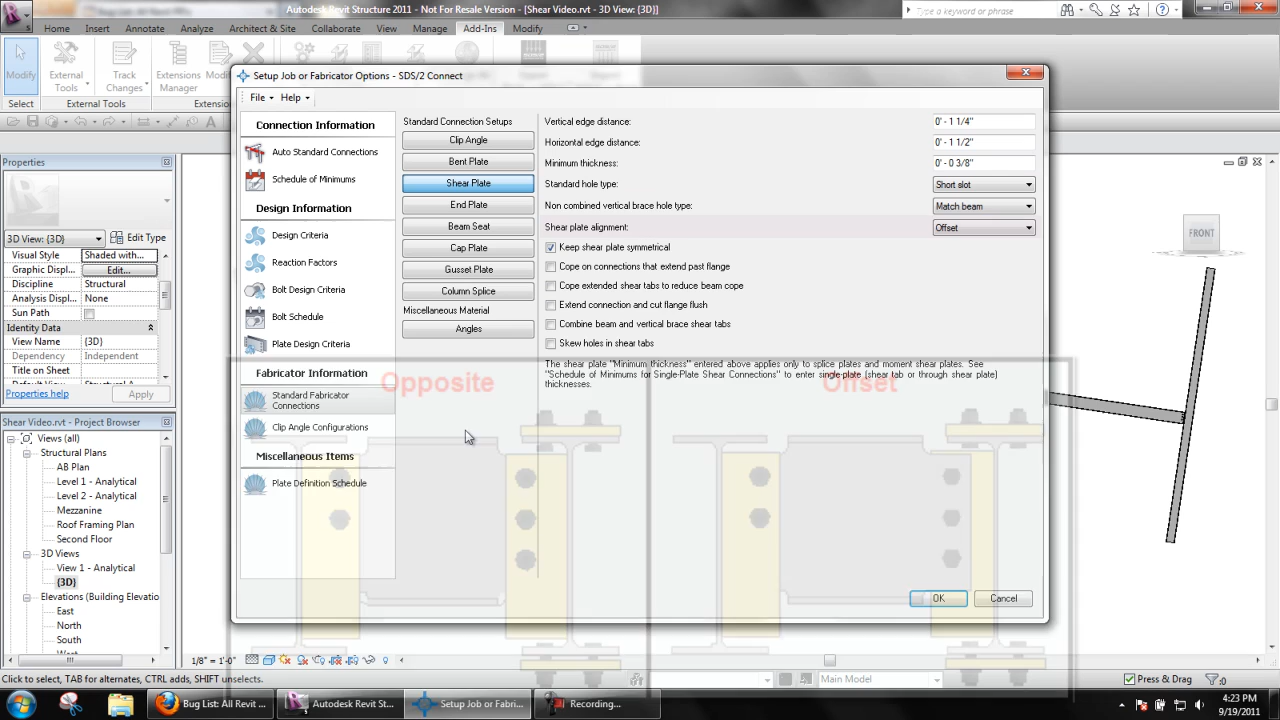 Autodesk Revit Structure 2011 - Not For Resale Version - [Shear Video.rvt - 3D View: {3D}]
Type a keyword or phrase
Home Insert Annotate Analyze Architect & Site Collaborate View Manage Add-Ins Modify
Modify
External
Tools
Track
Changes
Extensions
Manager
Select
External Tools
Setup Job or Fabricator Options - SDS/2 Connect
File Help
Connection Information
Auto Standard Connections
Schedule of Minimums
Design Information
Design Criteria
Reaction Factors
Bolt Design Criteria
Bolt Schedule
Plate Design Criteria
Fabricator Information
Standard Fabricator
Connections
Clip Angle Configurations
Miscellaneous Items
Plate Definition Schedule
Standard Connection Setups
Clip Angle
Bent Plate
Shear Plate
End Plate
Beam Seat
Cap Plate
Gusset Plate
Column Splice
Miscellaneous Material
Angles
Vertical edge distance: 0' - 1 1/4"
Horizontal edge distance: 0' - 1 1/2"
Minimum thickness: 0' - 0 3/8"
Standard hole type: Short slot
Non combined vertical brace hole type: Match beam
Shear plate alignment: Offset
Keep shear plate symmetrical
Cope on connections that extend past flange
Cope extended shear tabs to reduce beam cope
Extend connection and cut flange flush
Combine beam and vertical brace shear tabs
Skew holes in shear tabs
The shear plate "Minimum thickness" entered above applies only to splice plates and moment shear plates. See
"Schedule of Minimums for Single-Plate Shear Connections" to enter single-plate (shear tab or through shear plate)
thicknesses.
Opposite Offset
OK Cancel
FRONT
Properties
3D View: {3D} Edit Type
Visual Style Shaded with...
Graphic Displ... Edit...
Discipline Structural
Analysis Displ... None
Sun Path
Identity Data
View Name {3D}
Dependency Independent
Title on Sheet
Properties help Apply
Shear Video.rvt - Project Browser
Views (all)
Structural Plans
AB Plan
Level 1 - Analytical
Level 2 - Analytical
Mezzanine
Roof Framing Plan
Second Floor
3D Views
View 1 - Analytical
{3D}
Elevations (Building Elevatio
East
North
South
West
1/8" = 1'-0"
Click to select, TAB for alternates, CTRL adds, SHIFT unselects.
Main Model
Press & Drag
:0
Bug List: All Revit ...
Autodesk Revit St...
Setup Job or Fabri...
Recording...
4:23 PM
9/19/2011